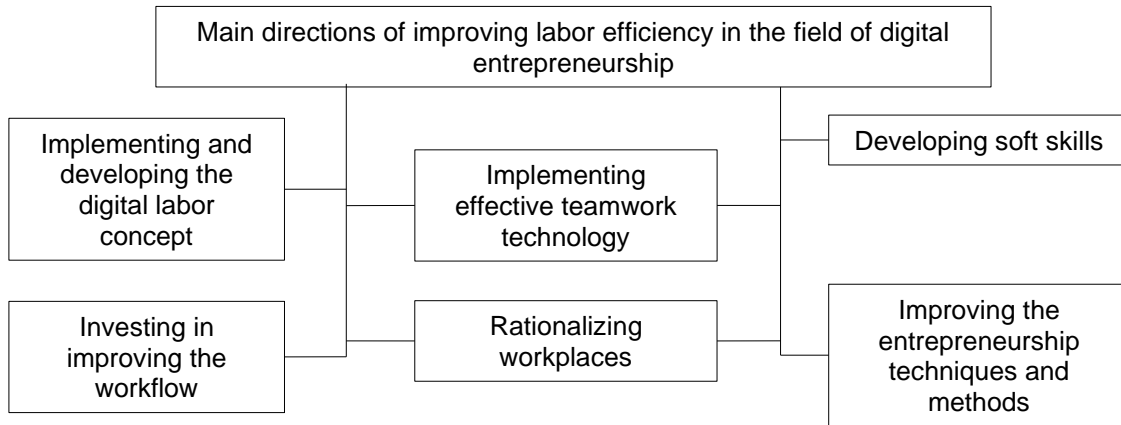 Main directions of improving labor efficiency in the field of digital
entrepreneurship
Implementing and
developing the
digital labor
concept
Implementing
effective teamwork
technology
Developing soft skills
Investing in
improving the
workflow
Rationalizing
workplaces
Improving the
entrepreneurship
techniques and
methods